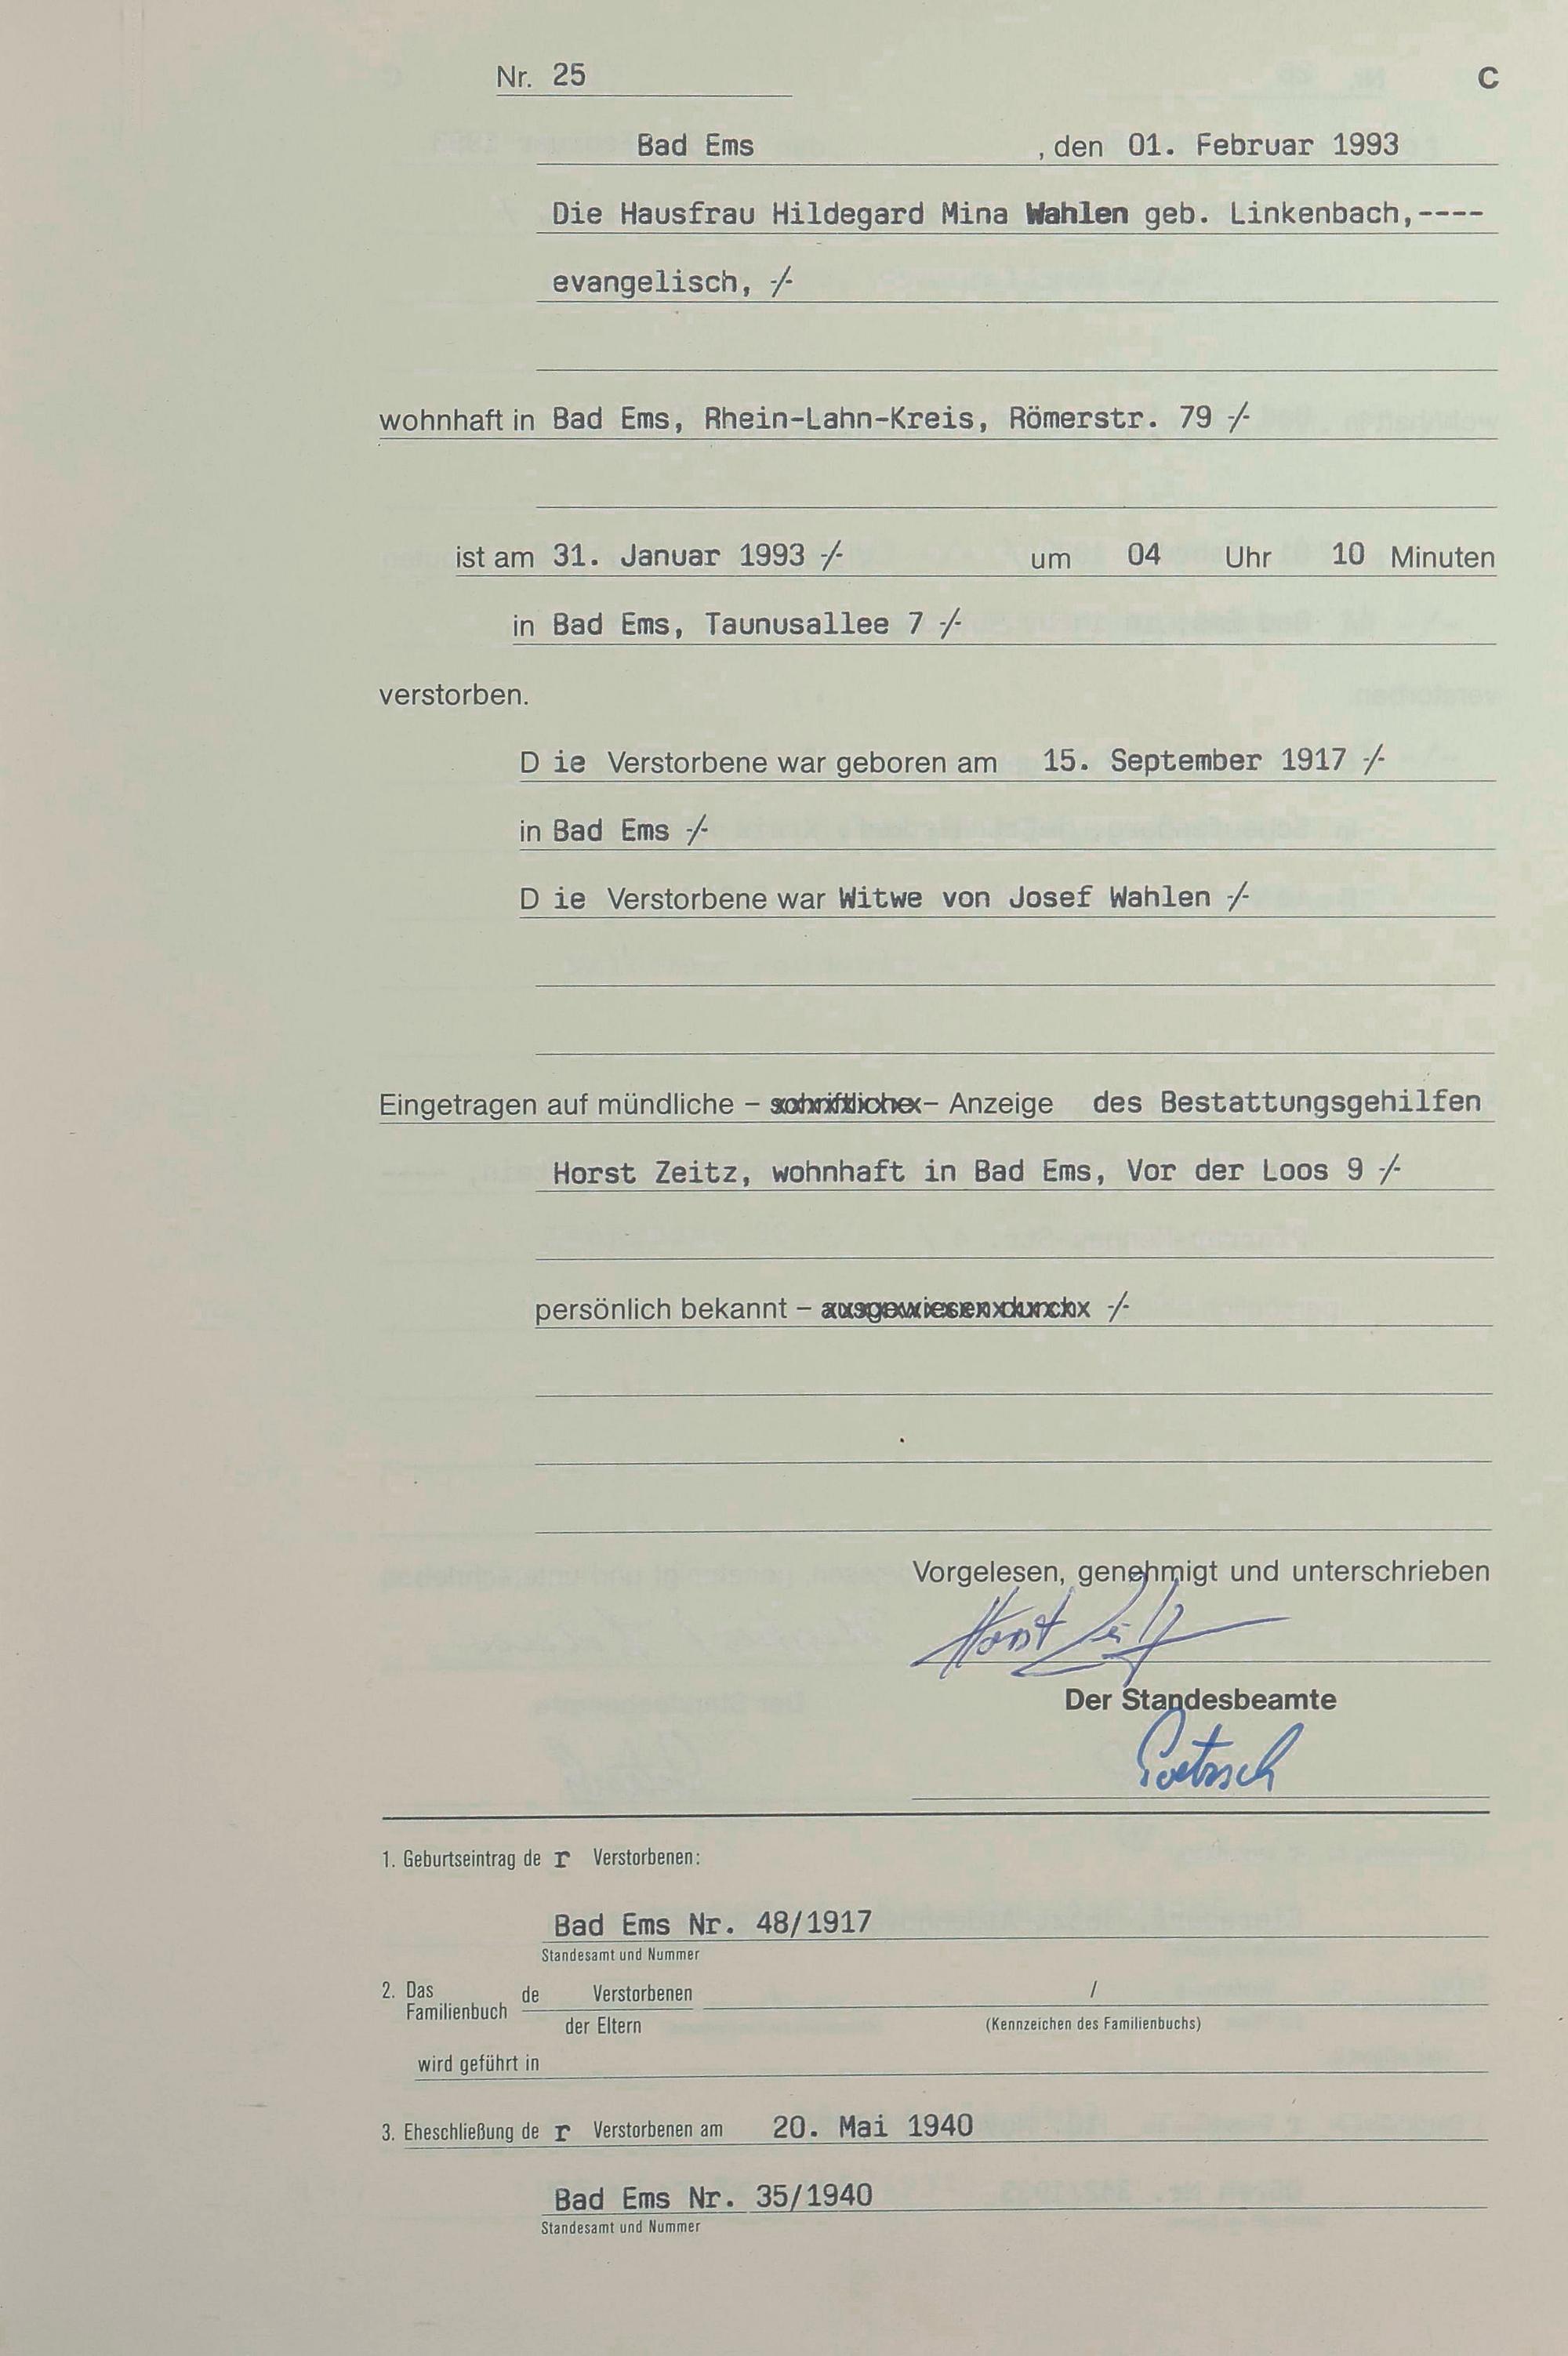 Nr. 25 C
Bad Ems , den 01. Februar 1993
Die Hausfrau Hildegard Mina Wahlen geb. Linkenbach,----
evangelisch, -/-
wohnhaft in Bad Ems, Rhein-Lahn-Kreis, Römerstr. 79 -/-
ist am 31. Januar 1993 -/- um 04 Uhr 10 Minuten
in Bad Ems, Taunusallee 7 -/-
verstorben.
D ie Verstorbene war geboren am 15. September 1917 -/-
in Bad Ems -/-
D ie Verstorbene war Witwe von Josef Wahlen -/-
Eingetragen auf mündliche – schriftliche – Anzeige des Bestattungsgehilfen
Horst Zeitz, wohnhaft in Bad Ems, Vor der Loos 9 -/-
persönlich bekannt – ausgewiesen durch -/-
Vorgelesen, genehmigt und unterschrieben
Horst Zeitz
Der Standesbeamte
Poetzsch
1. Geburtseintrag de r Verstorbenen:
Bad Ems Nr. 48/1917
Standesamt und Nummer
2. Das Familienbuch de Verstorbenen /
der Eltern (Kennzeichen des Familienbuchs)
wird geführt in
3. Eheschließung de r Verstorbenen am 20. Mai 1940
Bad Ems Nr. 35/1940
Standesamt und Nummer